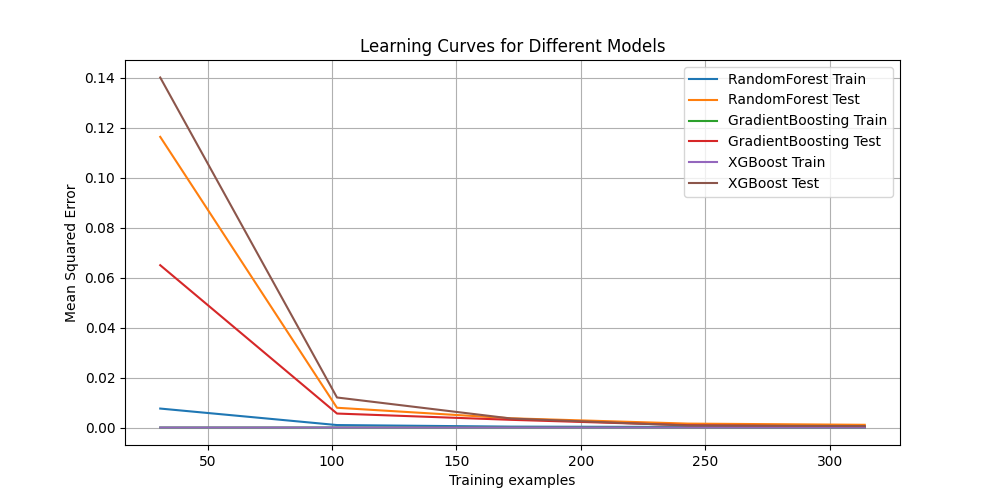 Learning Curves for Different Models
RandomForest Train
RandomForest Test
GradientBoosting Train
GradientBoosting Test
XGBoost Train
XGBoost Test
Mean Squared Error
0.14
0.12
0.10
0.08
0.06
0.04
0.02
0.00
50
100
150
200
250
300
Training examples